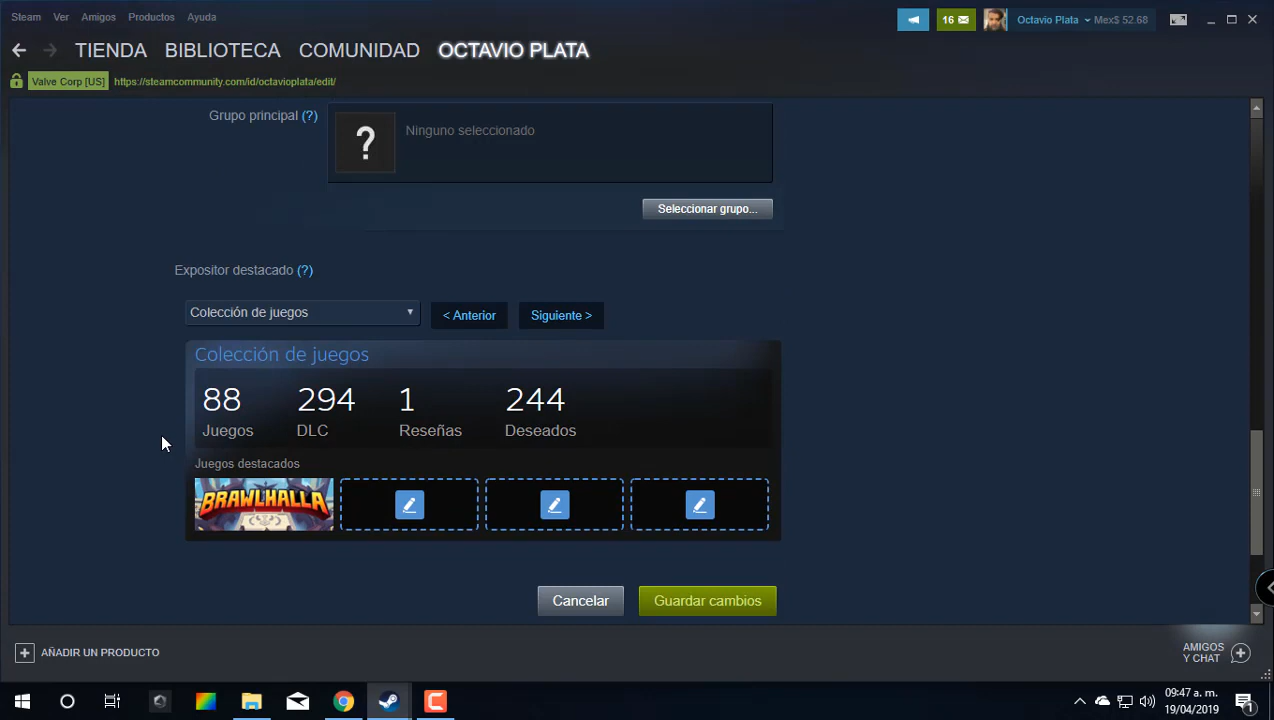 Steam Ver Amigos Productos Ayuda
16 Octavio Plata Mex$ 52.68
TIENDA BIBLIOTECA COMUNIDAD OCTAVIO PLATA
Valve Corp [US] https://steamcommunity.com/id/octavioplata/edit/
Grupo principal (?)
?
Ninguno seleccionado
Seleccionar grupo...
Expositor destacado (?)
Colección de juegos < Anterior Siguiente >
Colección de juegos
88 294 1 244
Juegos DLC Reseñas Deseados
Juegos destacados
BRAWLHALLA
Cancelar Guardar cambios
AÑADIR UN PRODUCTO
AMIGOS
Y CHAT
09:47 a. m.
19/04/2019
1